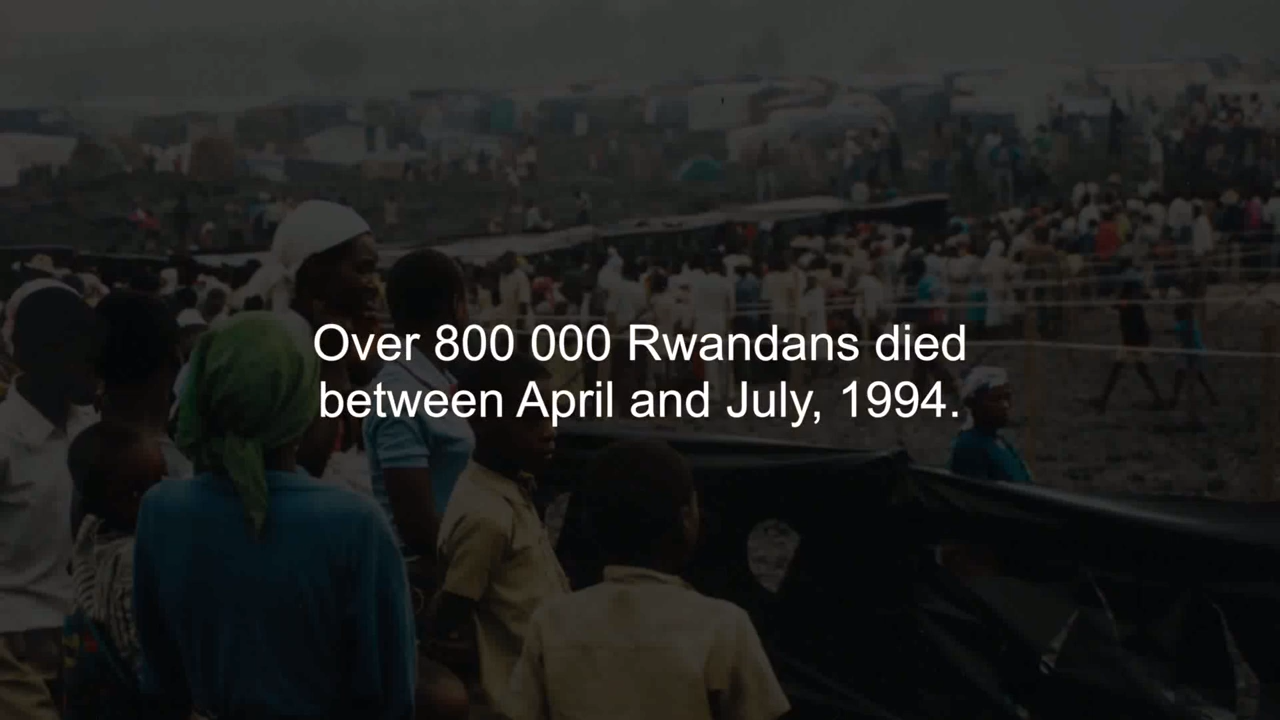 Over 800 000 Rwandans died
between April and July, 1994.